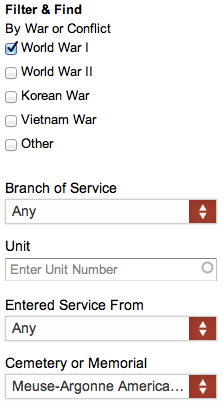 Filter & Find
By War or Conflict
World War I
World War II
Korean War
Vietnam War
Other
Branch of Service
Any
Unit
Enter Unit Number
Entered Service From
Any
Cemetery or Memorial
Meuse-Argonne America...